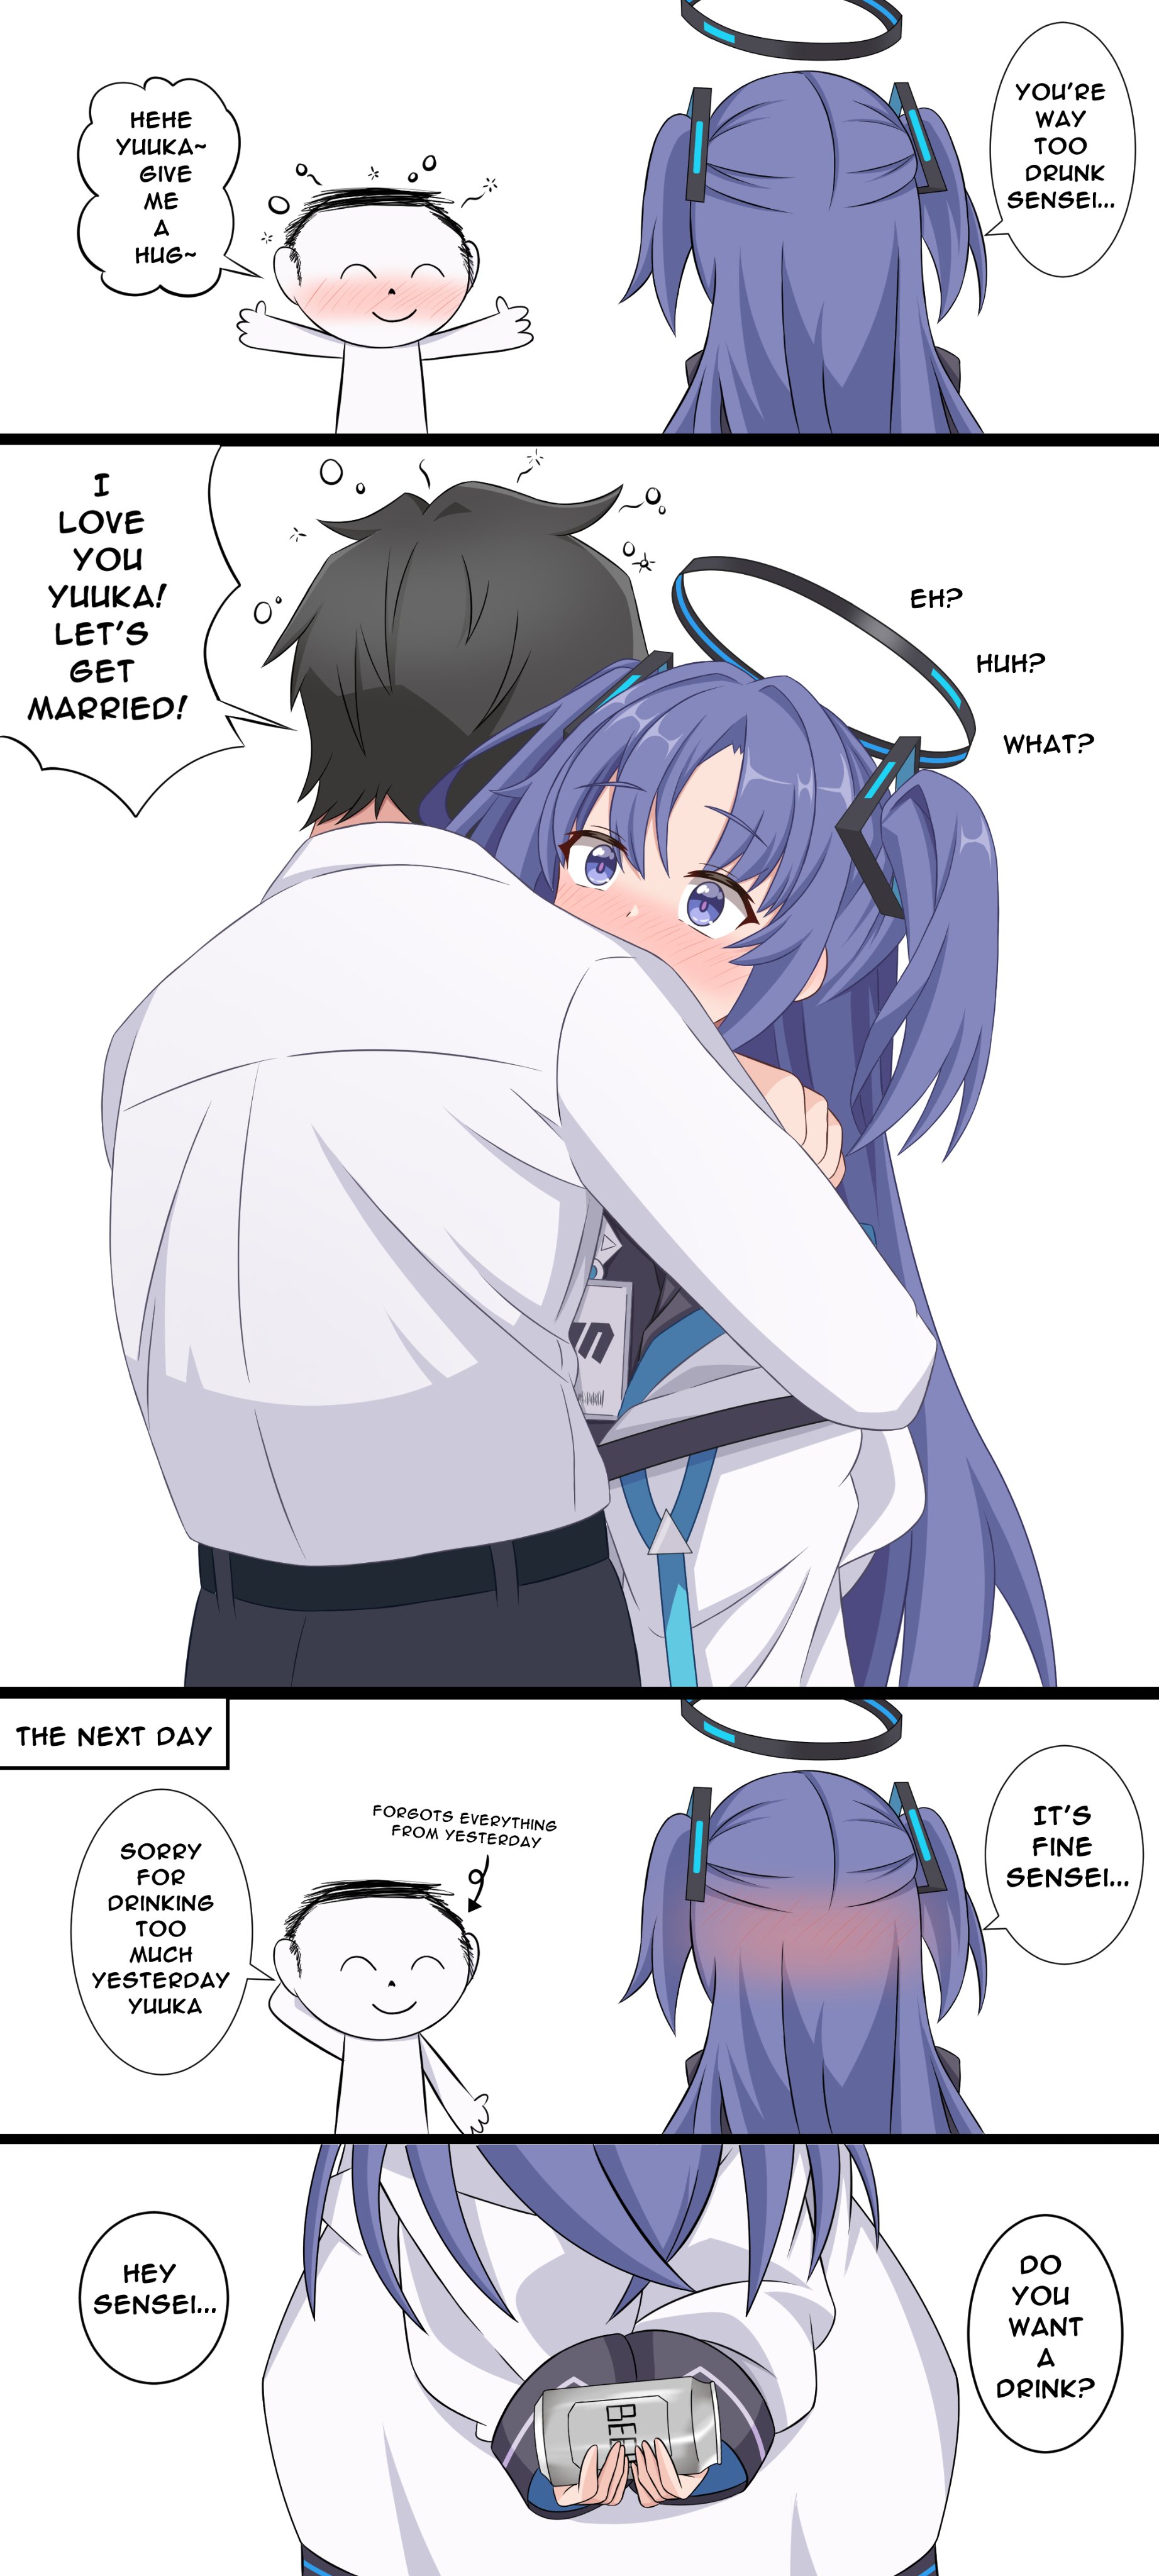 HEHE
YUUKA~
GIVE
ME
A
HUG~
YOU'RE
WAY
TOO
DRUNK
SENSEI...
I
LOVE
YOU
YUUKA!
LET'S
GET
MARRIED!
EH?
HUH?
WHAT?
THE NEXT DAY
SORRY
FOR
DRINKING
TOO
MUCH
YESTERDAY
YUUKA
FORGOTS EVERYTHING
FROM YESTERDAY
IT'S
FINE
SENSEI...
HEY
SENSEI...
DO
YOU
WANT
A
DRINK?